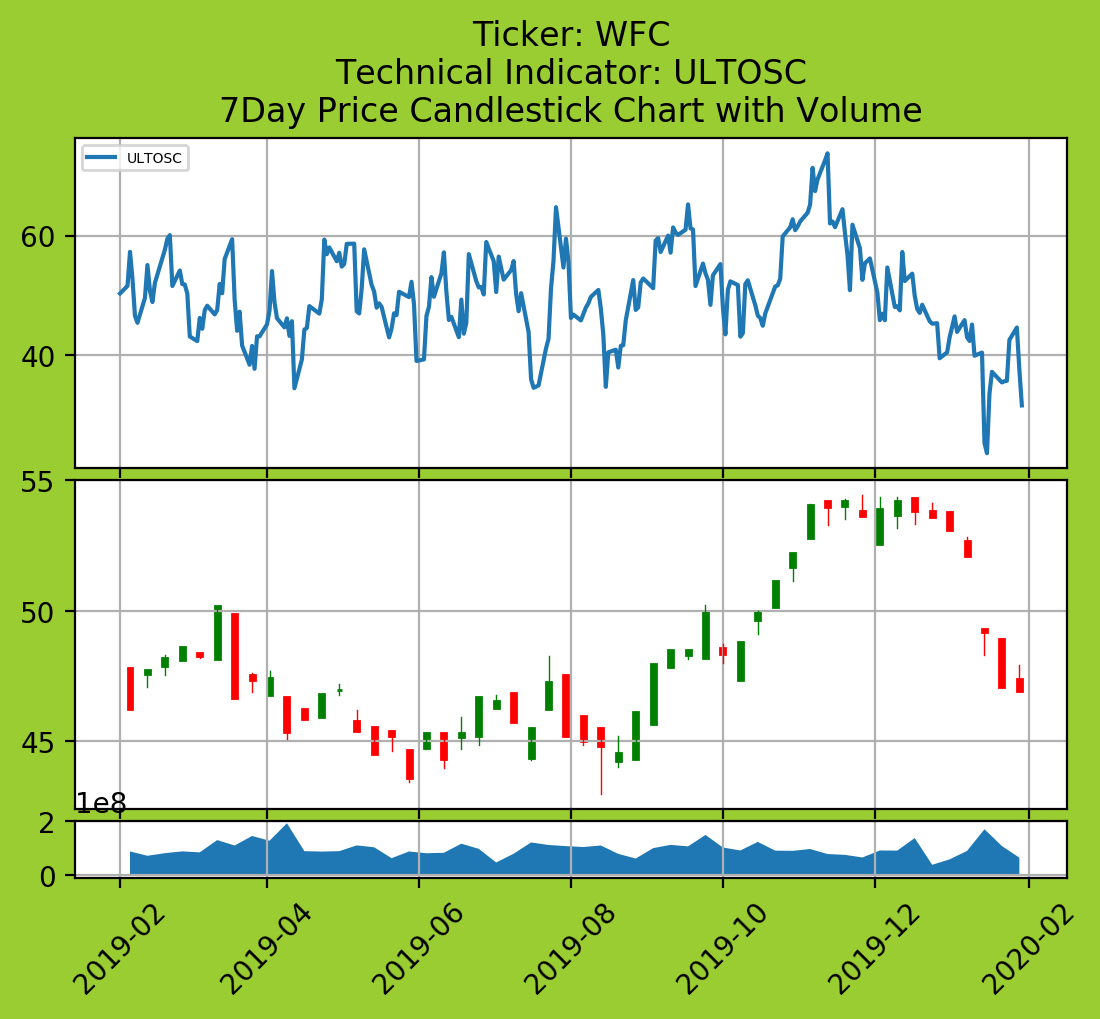 Ticker: WFC
Technical Indicator: ULTOSC
7Day Price Candlestick Chart with Volume
ULTOSC
60
40
55
50
45
1e8
2
0
2019-02
2019-04
2019-06
2019-08
2019-10
2019-12
2020-02